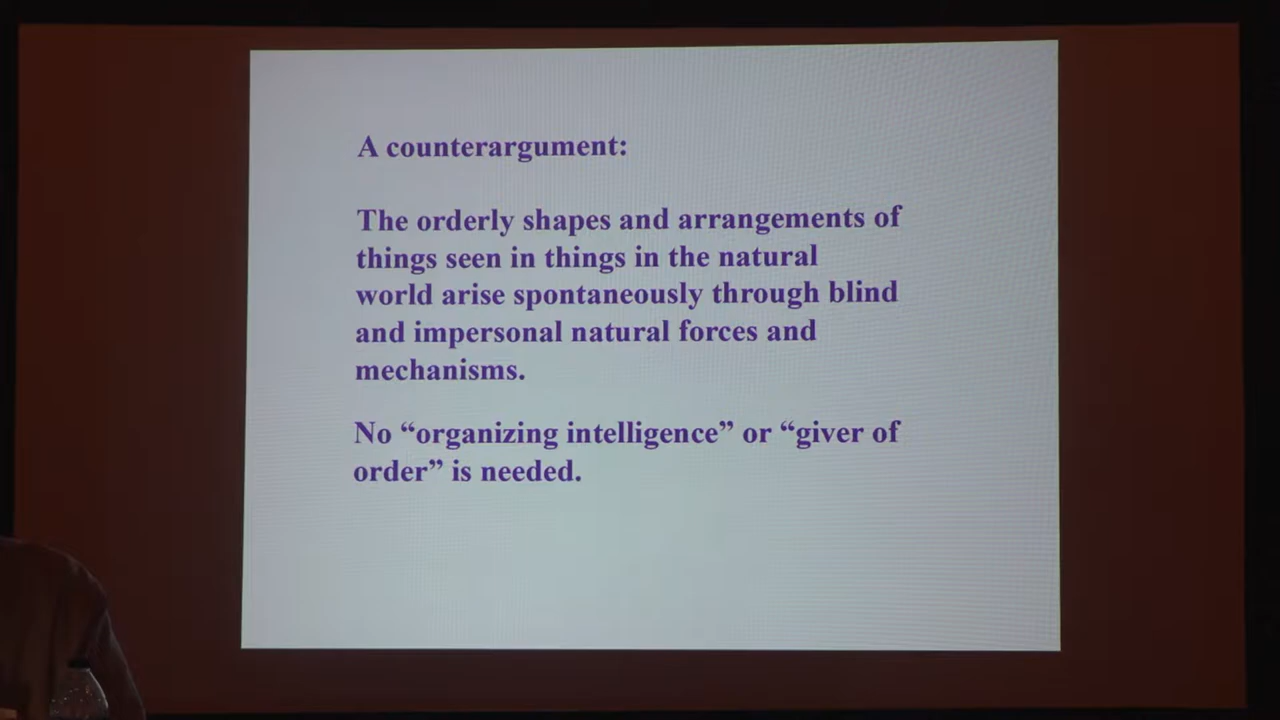 A counterargument:
The orderly shapes and arrangements of
things seen in things in the natural
world arise spontaneously through blind
and impersonal natural forces and
mechanisms.
No “organizing intelligence” or “giver of
order” is needed.